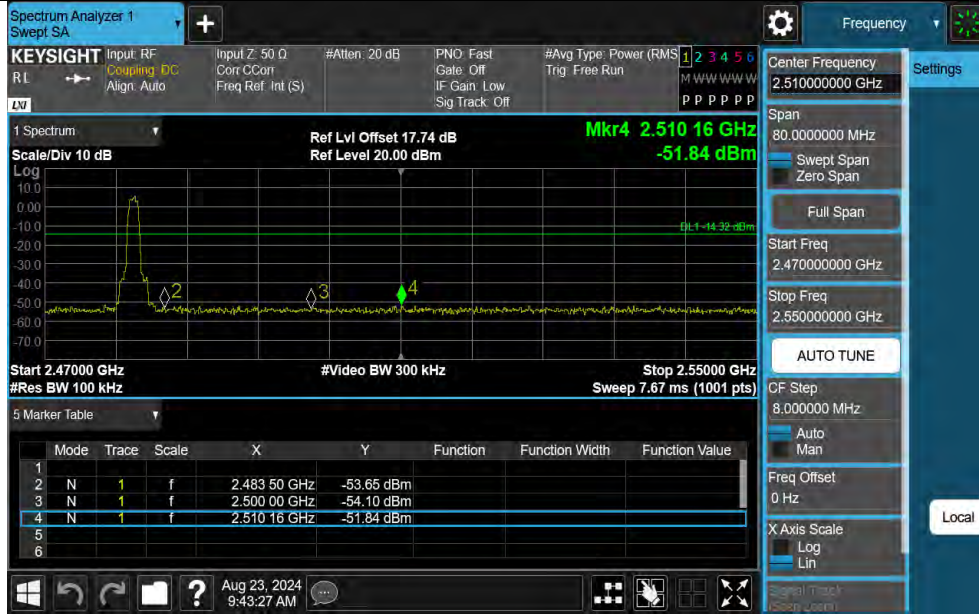 Spectrum Analyzer 1
Swept SA
Frequency
KEYSIGHT
RL
LXI
Input: RF
Coupling: DC
Align: Auto
Input Z: 50 Ω
Corr CCorr
Freq Ref: Int (S)
#Atten: 20 dB
PNO: Fast
Gate: Off
IF Gain: Low
Sig Track: Off
#Avg Type: Power (RMS
Trig: Free Run
1 2 3 4 5 6
M W W W W W
P P P P P P
1 Spectrum
Scale/Div 10 dB
Ref Lvl Offset 17.74 dB
Ref Level 20.00 dBm
Mkr4 2.510 16 GHz
-51.84 dBm
Log
10.0
0.00
-10.0
-20.0
-30.0
-40.0
-50.0
-60.0
-70.0
DL1 -14.32 dBm
2
3
4
Start 2.47000 GHz
#Res BW 100 kHz
#Video BW 300 kHz
Stop 2.55000 GHz
Sweep 7.67 ms (1001 pts)
5 Marker Table
Mode Trace Scale X Y Function Function Width Function Value
1
2 N 1 f 2.483 50 GHz -53.65 dBm
3 N 1 f 2.500 00 GHz -54.10 dBm
4 N 1 f 2.510 16 GHz -51.84 dBm
5
6
Aug 23, 2024
9:43:27 AM
Center Frequency
2.510000000 GHz
Settings
Span
80.0000000 MHz
Swept Span
Zero Span
Full Span
Start Freq
2.470000000 GHz
Stop Freq
2.550000000 GHz
AUTO TUNE
CF Step
8.000000 MHz
Auto
Man
Freq Offset
0 Hz
Local
X Axis Scale
Log
Lin
Signal Track
(Span Zoom)